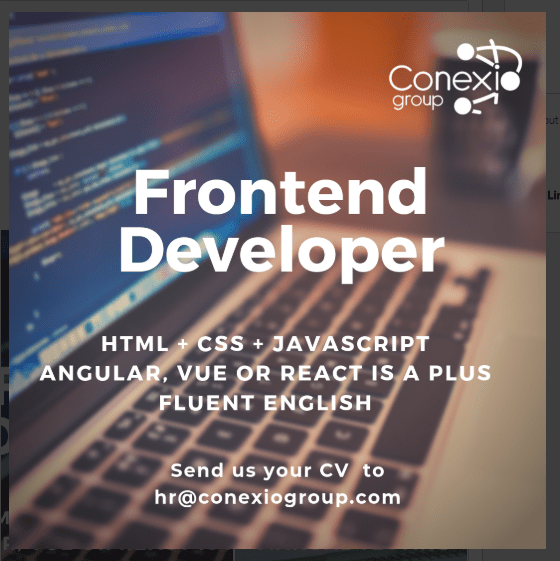 Conexio
group
Frontend
Developer
HTML + CSS + JAVASCRIPT
ANGULAR, VUE OR REACT IS A PLUS
FLUENT ENGLISH
Send us your CV to
hr@conexiogroup.com